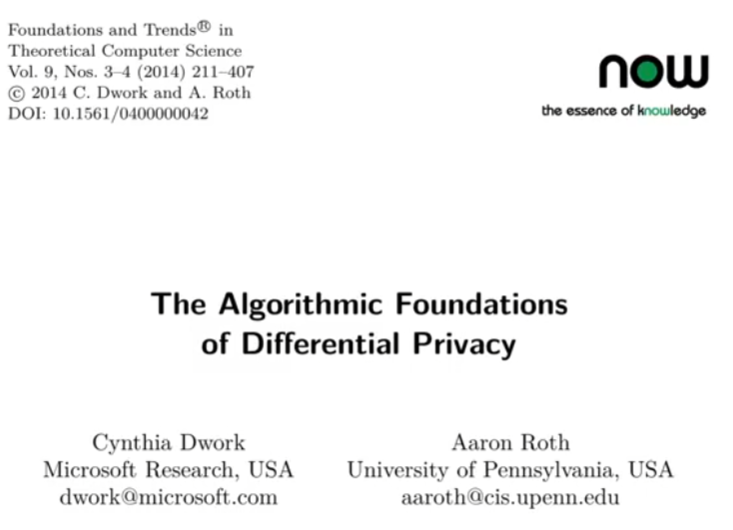 Foundations and Trends® in
Theoretical Computer Science
Vol. 9, Nos. 3–4 (2014) 211–407
© 2014 C. Dwork and A. Roth
DOI: 10.1561/0400000042
now
the essence of knowledge
The Algorithmic Foundations
of Differential Privacy
Cynthia Dwork
Microsoft Research, USA
dwork@microsoft.com
Aaron Roth
University of Pennsylvania, USA
aaroth@cis.upenn.edu